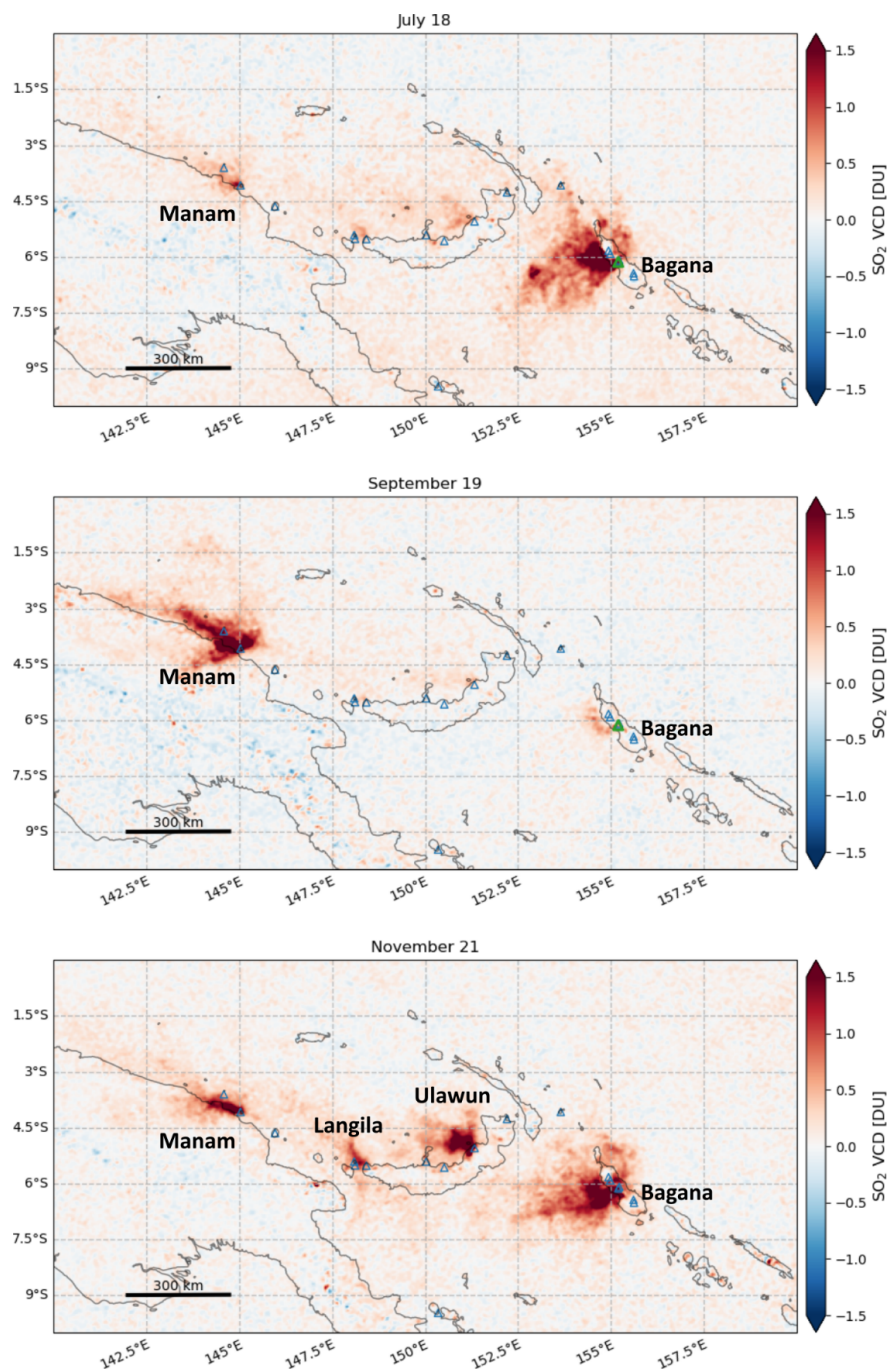 July 18
1.5°S
3°S
4.5°S
6°S
7.5°S
9°S
Manam
Bagana
300 km
142.5°E
145°E
147.5°E
150°E
152.5°E
155°E
157.5°E
1.5
1.0
0.5
0.0
−0.5
−1.0
−1.5
SO₂ VCD [DU]
September 19
1.5°S
3°S
4.5°S
6°S
7.5°S
9°S
Manam
Bagana
300 km
142.5°E
145°E
147.5°E
150°E
152.5°E
155°E
157.5°E
1.5
1.0
0.5
0.0
−0.5
−1.0
−1.5
SO₂ VCD [DU]
November 21
1.5°S
3°S
4.5°S
6°S
7.5°S
9°S
Ulawun
Langila
Manam
Bagana
300 km
142.5°E
145°E
147.5°E
150°E
152.5°E
155°E
157.5°E
1.5
1.0
0.5
0.0
−0.5
−1.0
−1.5
SO₂ VCD [DU]